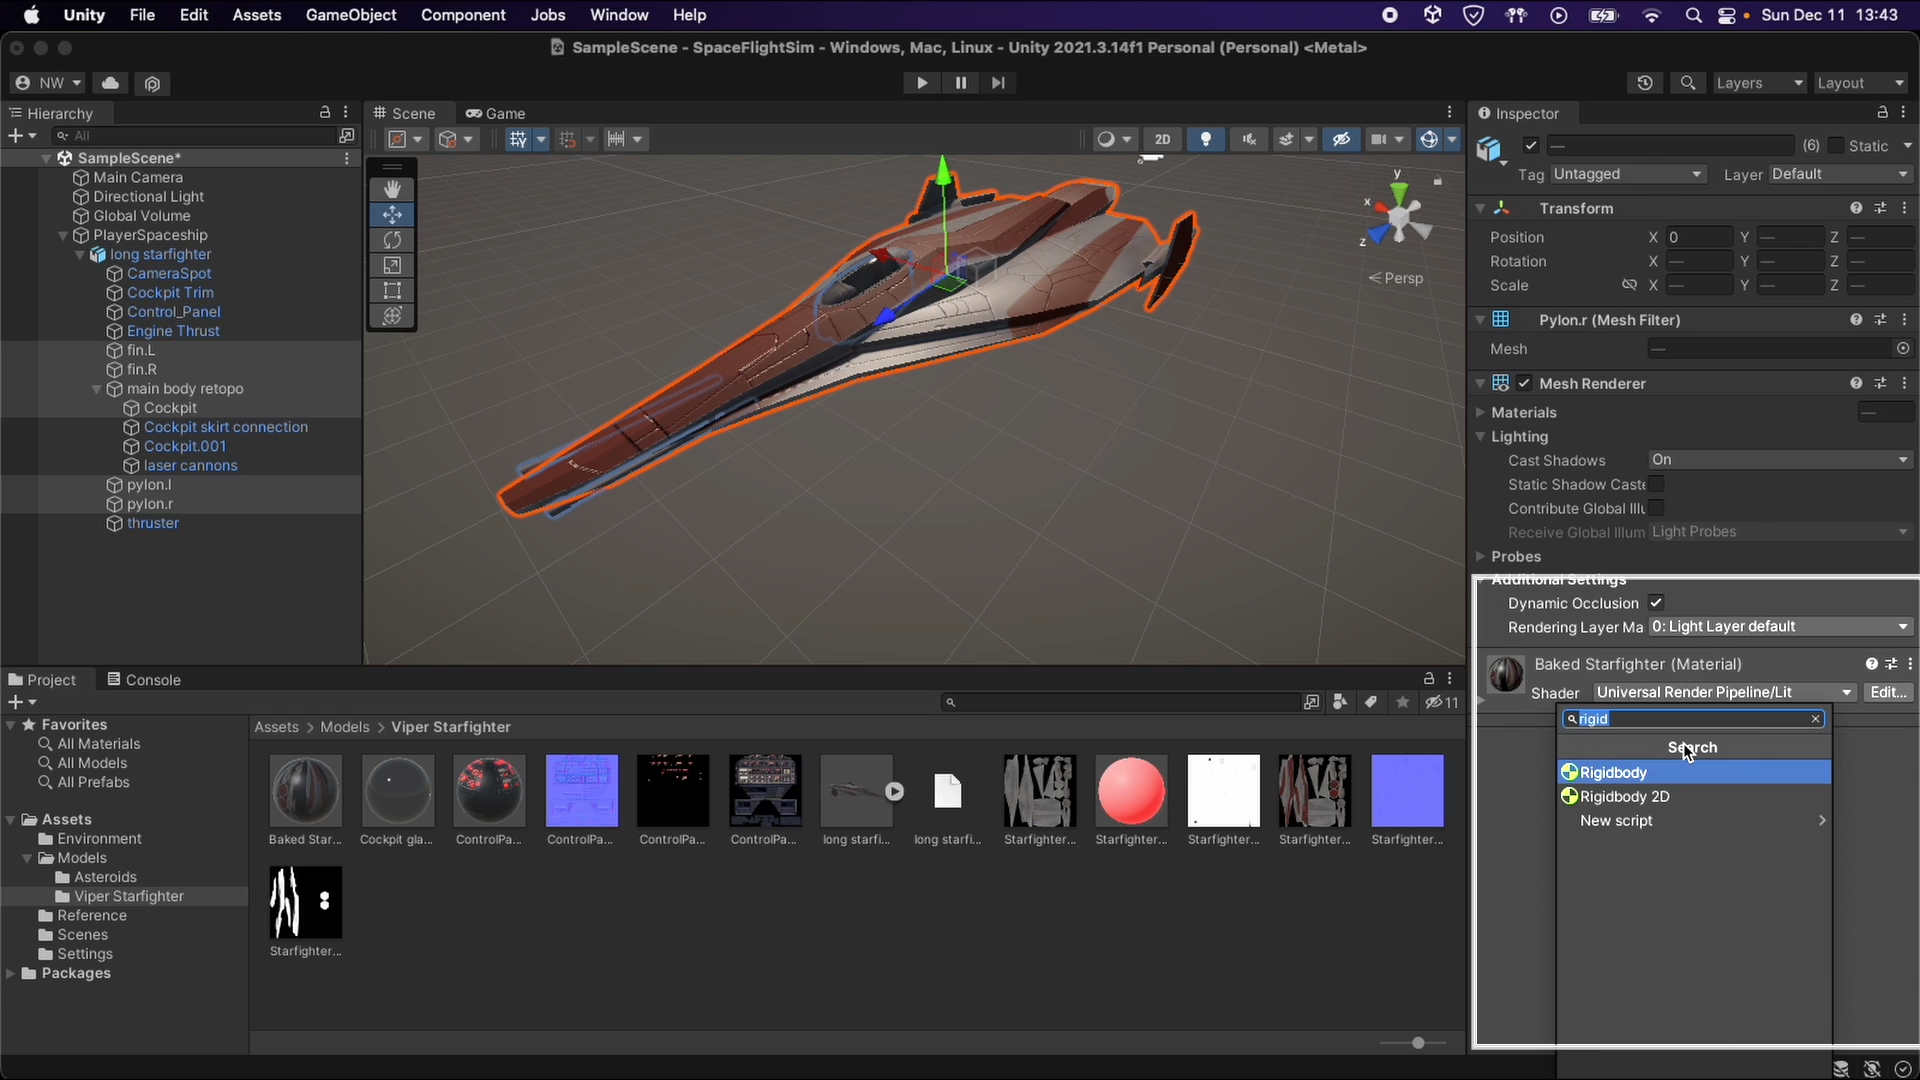 Unity File Edit Assets GameObject Component Jobs Window Help Sun Dec 11 13:43
SampleScene - SpaceFlightSim - Windows, Mac, Linux - Unity 2021.3.14f1 Personal (Personal) <Metal>
NW Layers Layout
Hierarchy
All
SampleScene*
Main Camera
Directional Light
Global Volume
PlayerSpaceship
long starfighter
CameraSpot
Cockpit Trim
Control_Panel
Engine Thrust
fin.L
fin.R
main body retopo
Cockpit
Cockpit skirt connection
Cockpit.001
laser cannons
pylon.l
pylon.r
thruster
Scene Game
2D
y
x
z
Persp
Inspector
— (6) Static
Tag Untagged Layer Default
Transform
Position X 0 Y — Z —
Rotation X — Y — Z —
Scale X — Y — Z —
Pylon.r (Mesh Filter)
Mesh —
Mesh Renderer
Materials —
Lighting
Cast Shadows On
Static Shadow Caste
Contribute Global Illu
Receive Global Illum Light Probes
Probes
Additional Settings
Dynamic Occlusion
Rendering Layer Ma 0: Light Layer default
Baked Starfighter (Material)
Shader Universal Render Pipeline/Lit Edit...
rigid
Search
Rigidbody
Rigidbody 2D
New script
Project Console
11
Favorites
All Materials
All Models
All Prefabs
Assets
Environment
Models
Asteroids
Viper Starfighter
Reference
Scenes
Settings
Packages
Assets > Models > Viper Starfighter
Baked Star... Cockpit gla... ControlPa... ControlPa... ControlPa... ControlPa... long starfi... long starfi... Starfighter... Starfighter... Starfighter... Starfighter... Starfighter...
Starfighter...